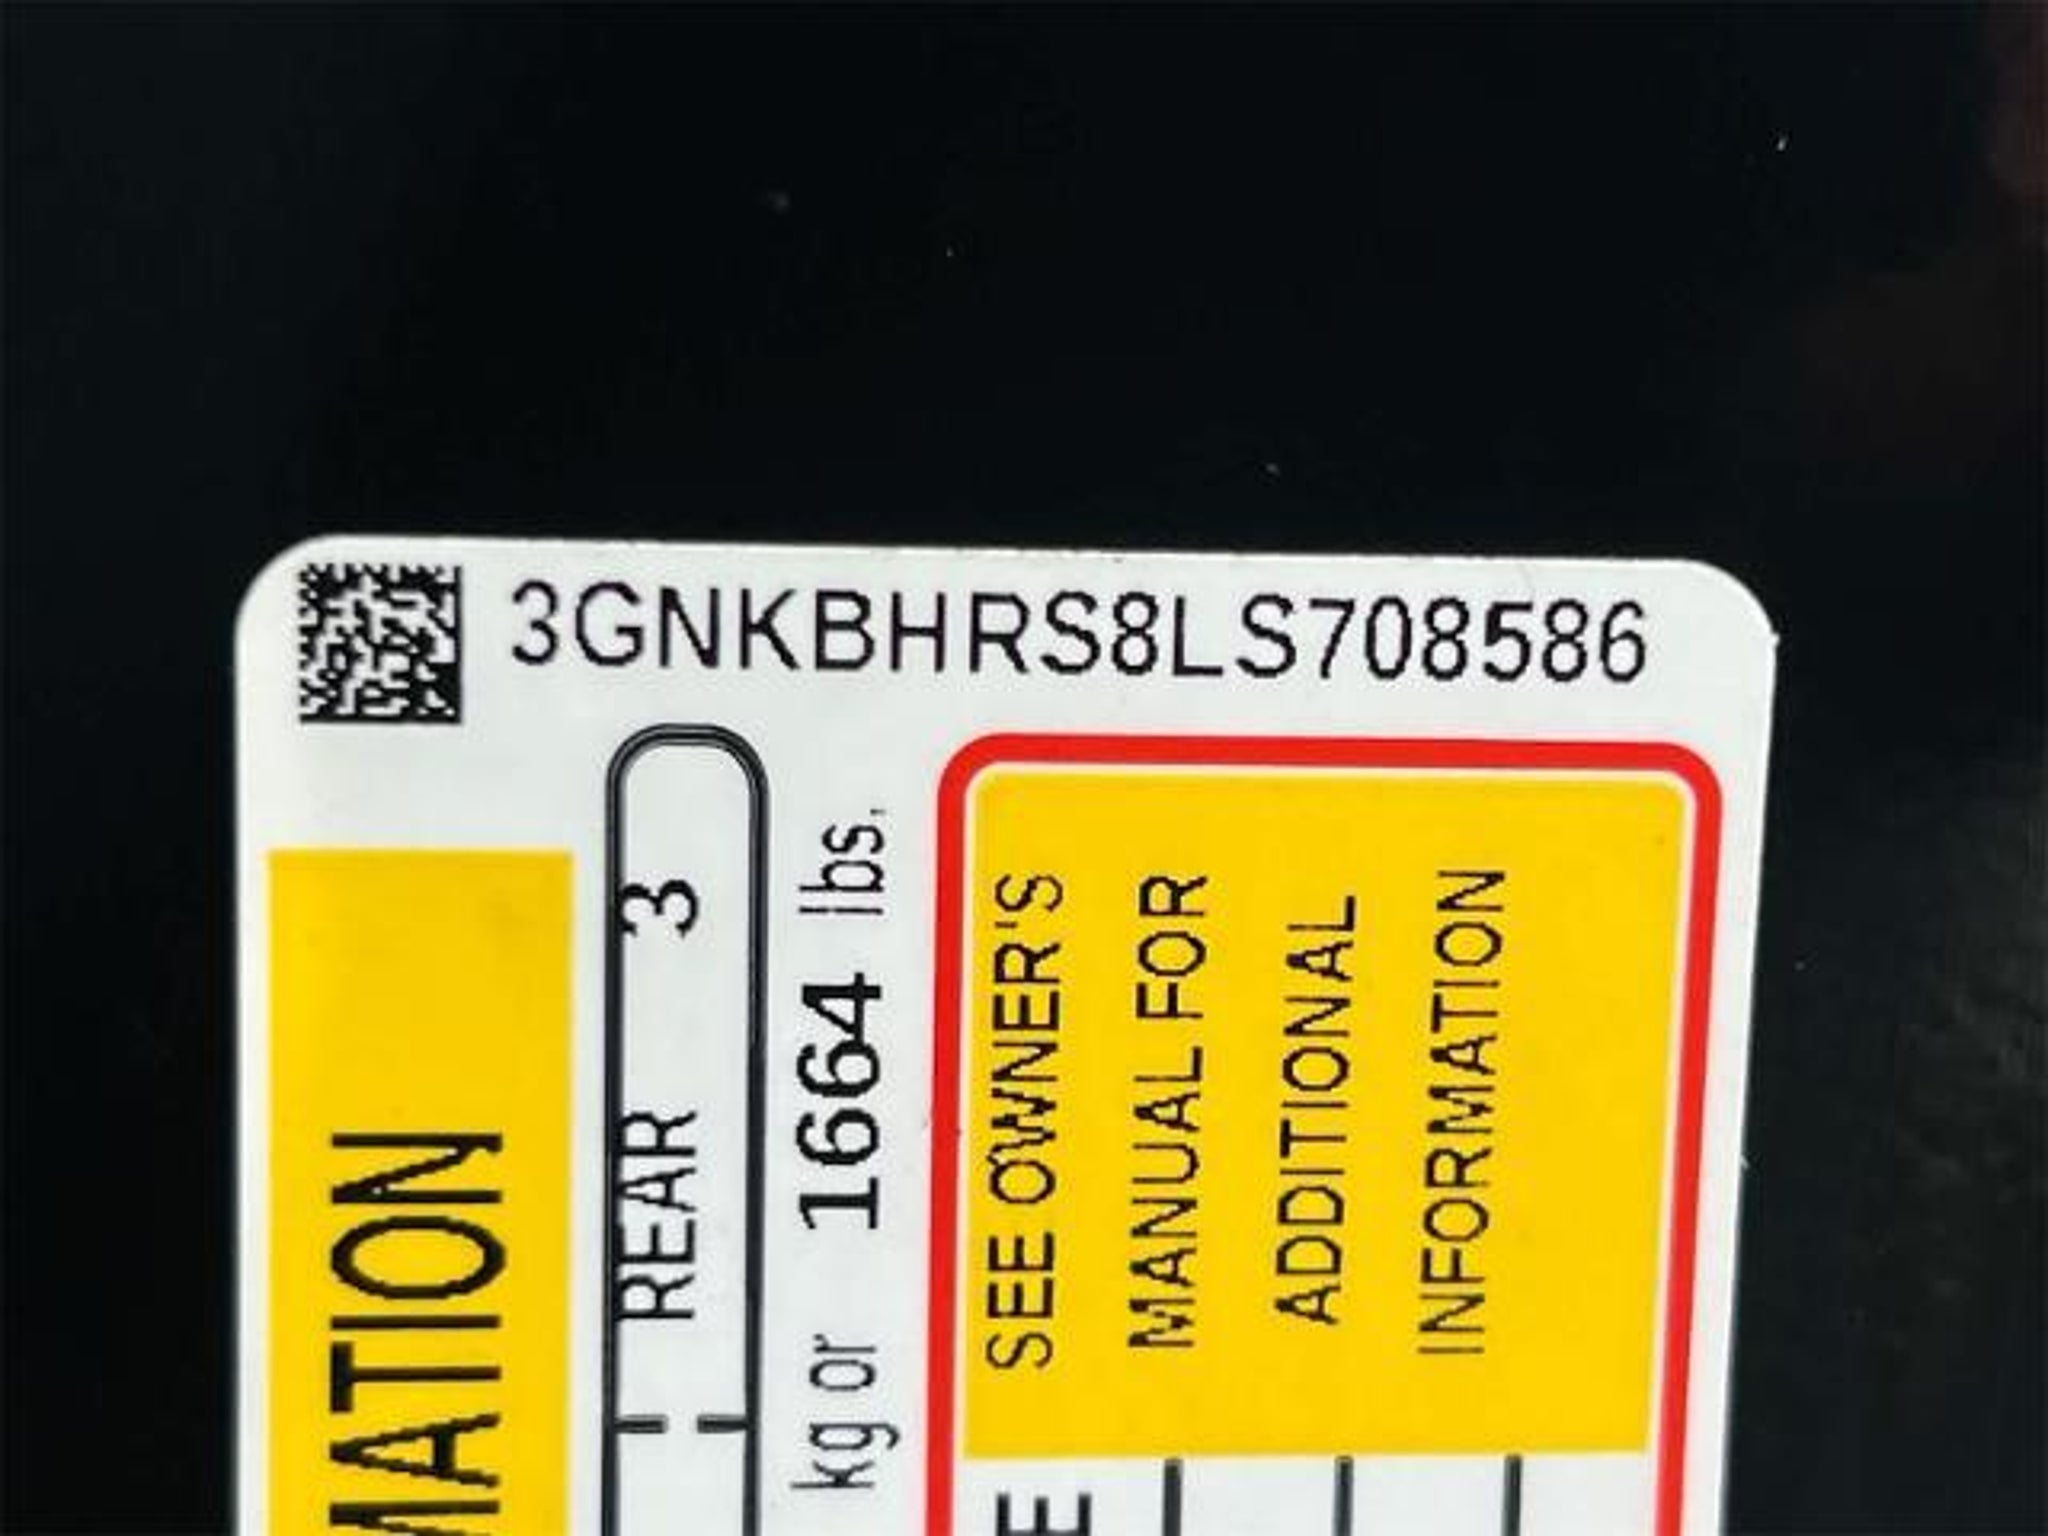 3GNKBHRS8LS708586
MATION
REAR 3
kg or 1664 lbs.
SEE OWNER'S
MANUAL FOR
ADDITIONAL
INFORMATION
E